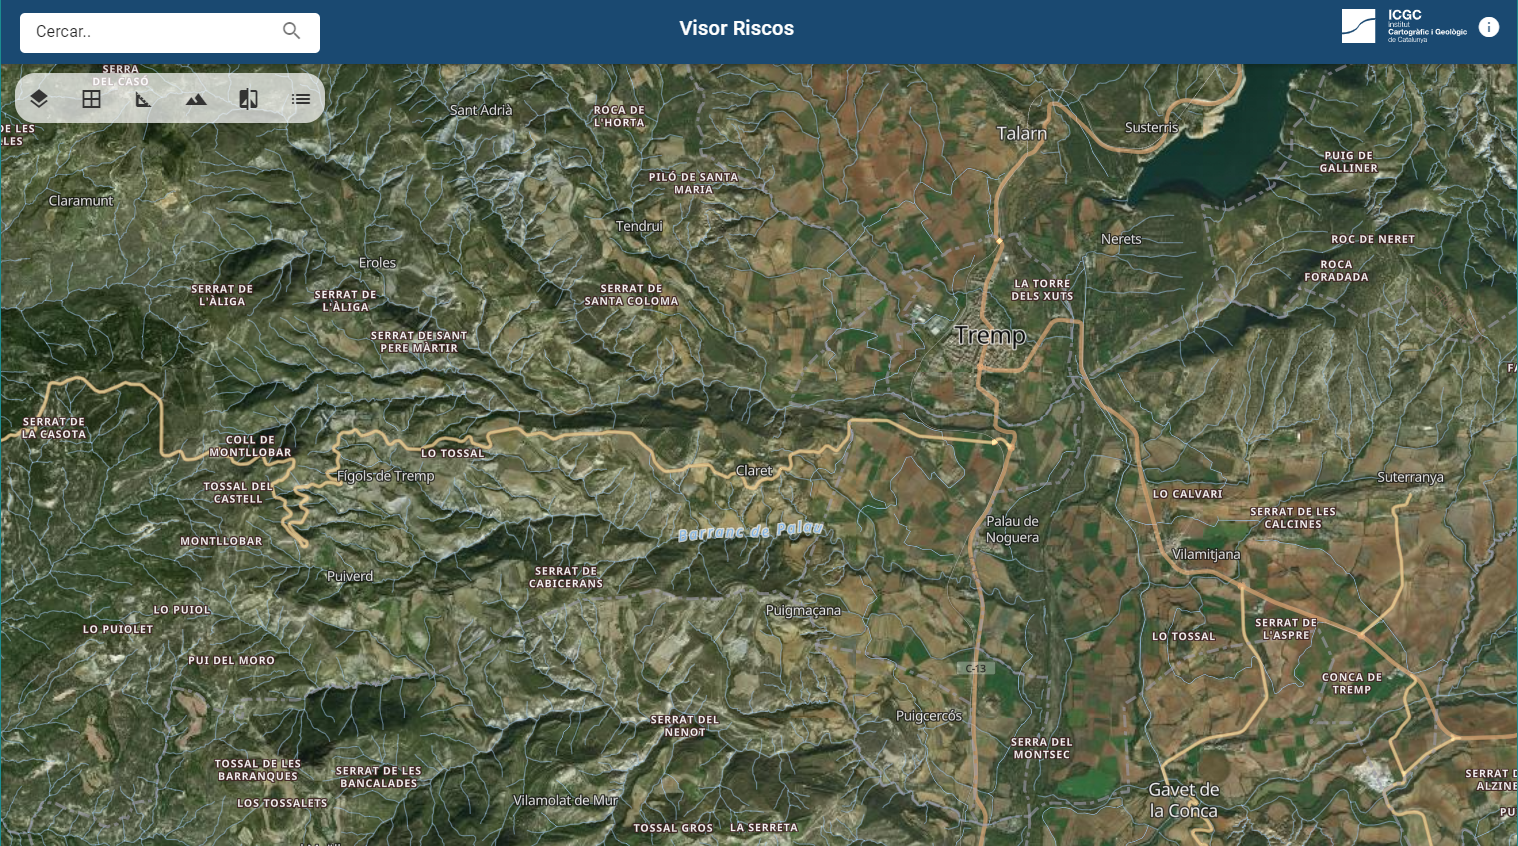 Cercar..
Visor Riscos
ICGC
Institut
Cartogràfic i Geològic
de Catalunya
SERRA
DEL CASÓ
Sant Adrià
ROCA DE
L'HORTA
Talarn
Susterris
DE LES
LES
PUIG DE
GALLINER
PILÓ DE SANTA
MARIA
Claramunt
Tendrui
Nerets
ROC DE NERET
Eroles
ROCA
FORADADA
SERRAT DE
L'ÀLIGA
SERRAT DE
L'ÀLIGA
SERRAT DE
SANTA COLOMA
LA TORRE
DELS XUTS
SERRAT DE SANT
PERE MÀRTIR
Tremp
FA
SERRAT DE
LA CASOTA
COLL DE
MONTLLOBAR
LO TOSSAL
Fígols de Tremp
Claret
Suterranya
TOSSAL DEL
CASTELL
LO CALVARI
SERRAT DE LES
CALCINES
Barranc de Palau
Palau de
Noguera
MONTLLOBAR
Vilamitjana
Puiverd
SERRAT DE
CABICERANS
LO PUIOL
Puigmaçana
LO PUIOLET
LO TOSSAL
SERRAT DE
L'ASPRE
PUI DEL MORO
C-13
CONCA DE
TREMP
SERRAT DEL
NENOT
Puigcercós
SERRA DEL
MONTSEC
TOSSAL DE LES
BARRANQUES
SERRAT DE LES
BANCALADES
SERRAT D
ALZINE
LOS TOSSALETS
Vilamolat de Mur
Gavet de
la Conca
PU
TOSSAL GROS
LA SERRETA